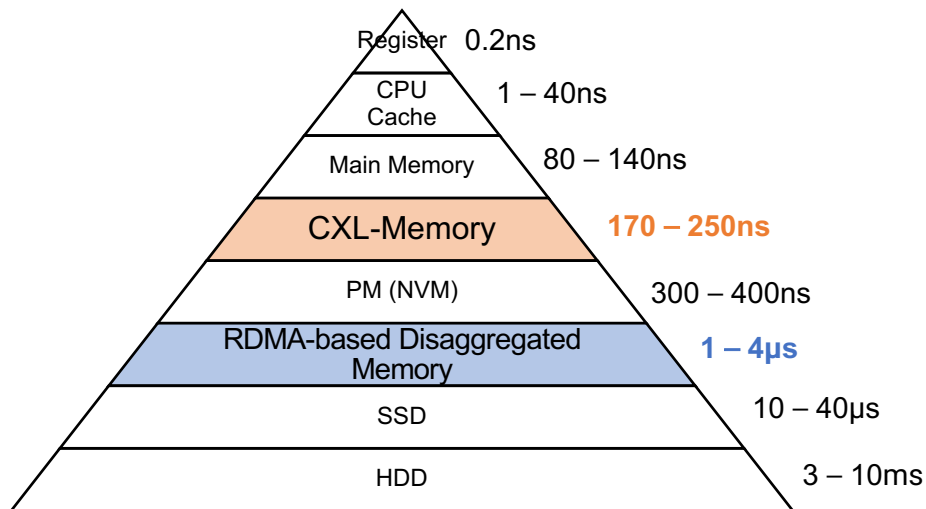 Register 0.2ns
CPU
Cache
1 – 40ns
Main Memory
80 – 140ns
CXL-Memory
170 – 250ns
PM (NVM)
300 – 400ns
RDMA-based Disaggregated
Memory
1 – 4μs
SSD
10 – 40μs
HDD
3 – 10ms